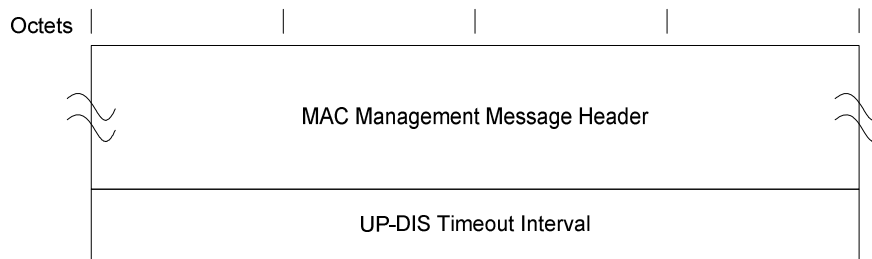 Octets
MAC Management Message Header
UP-DIS Timeout Interval